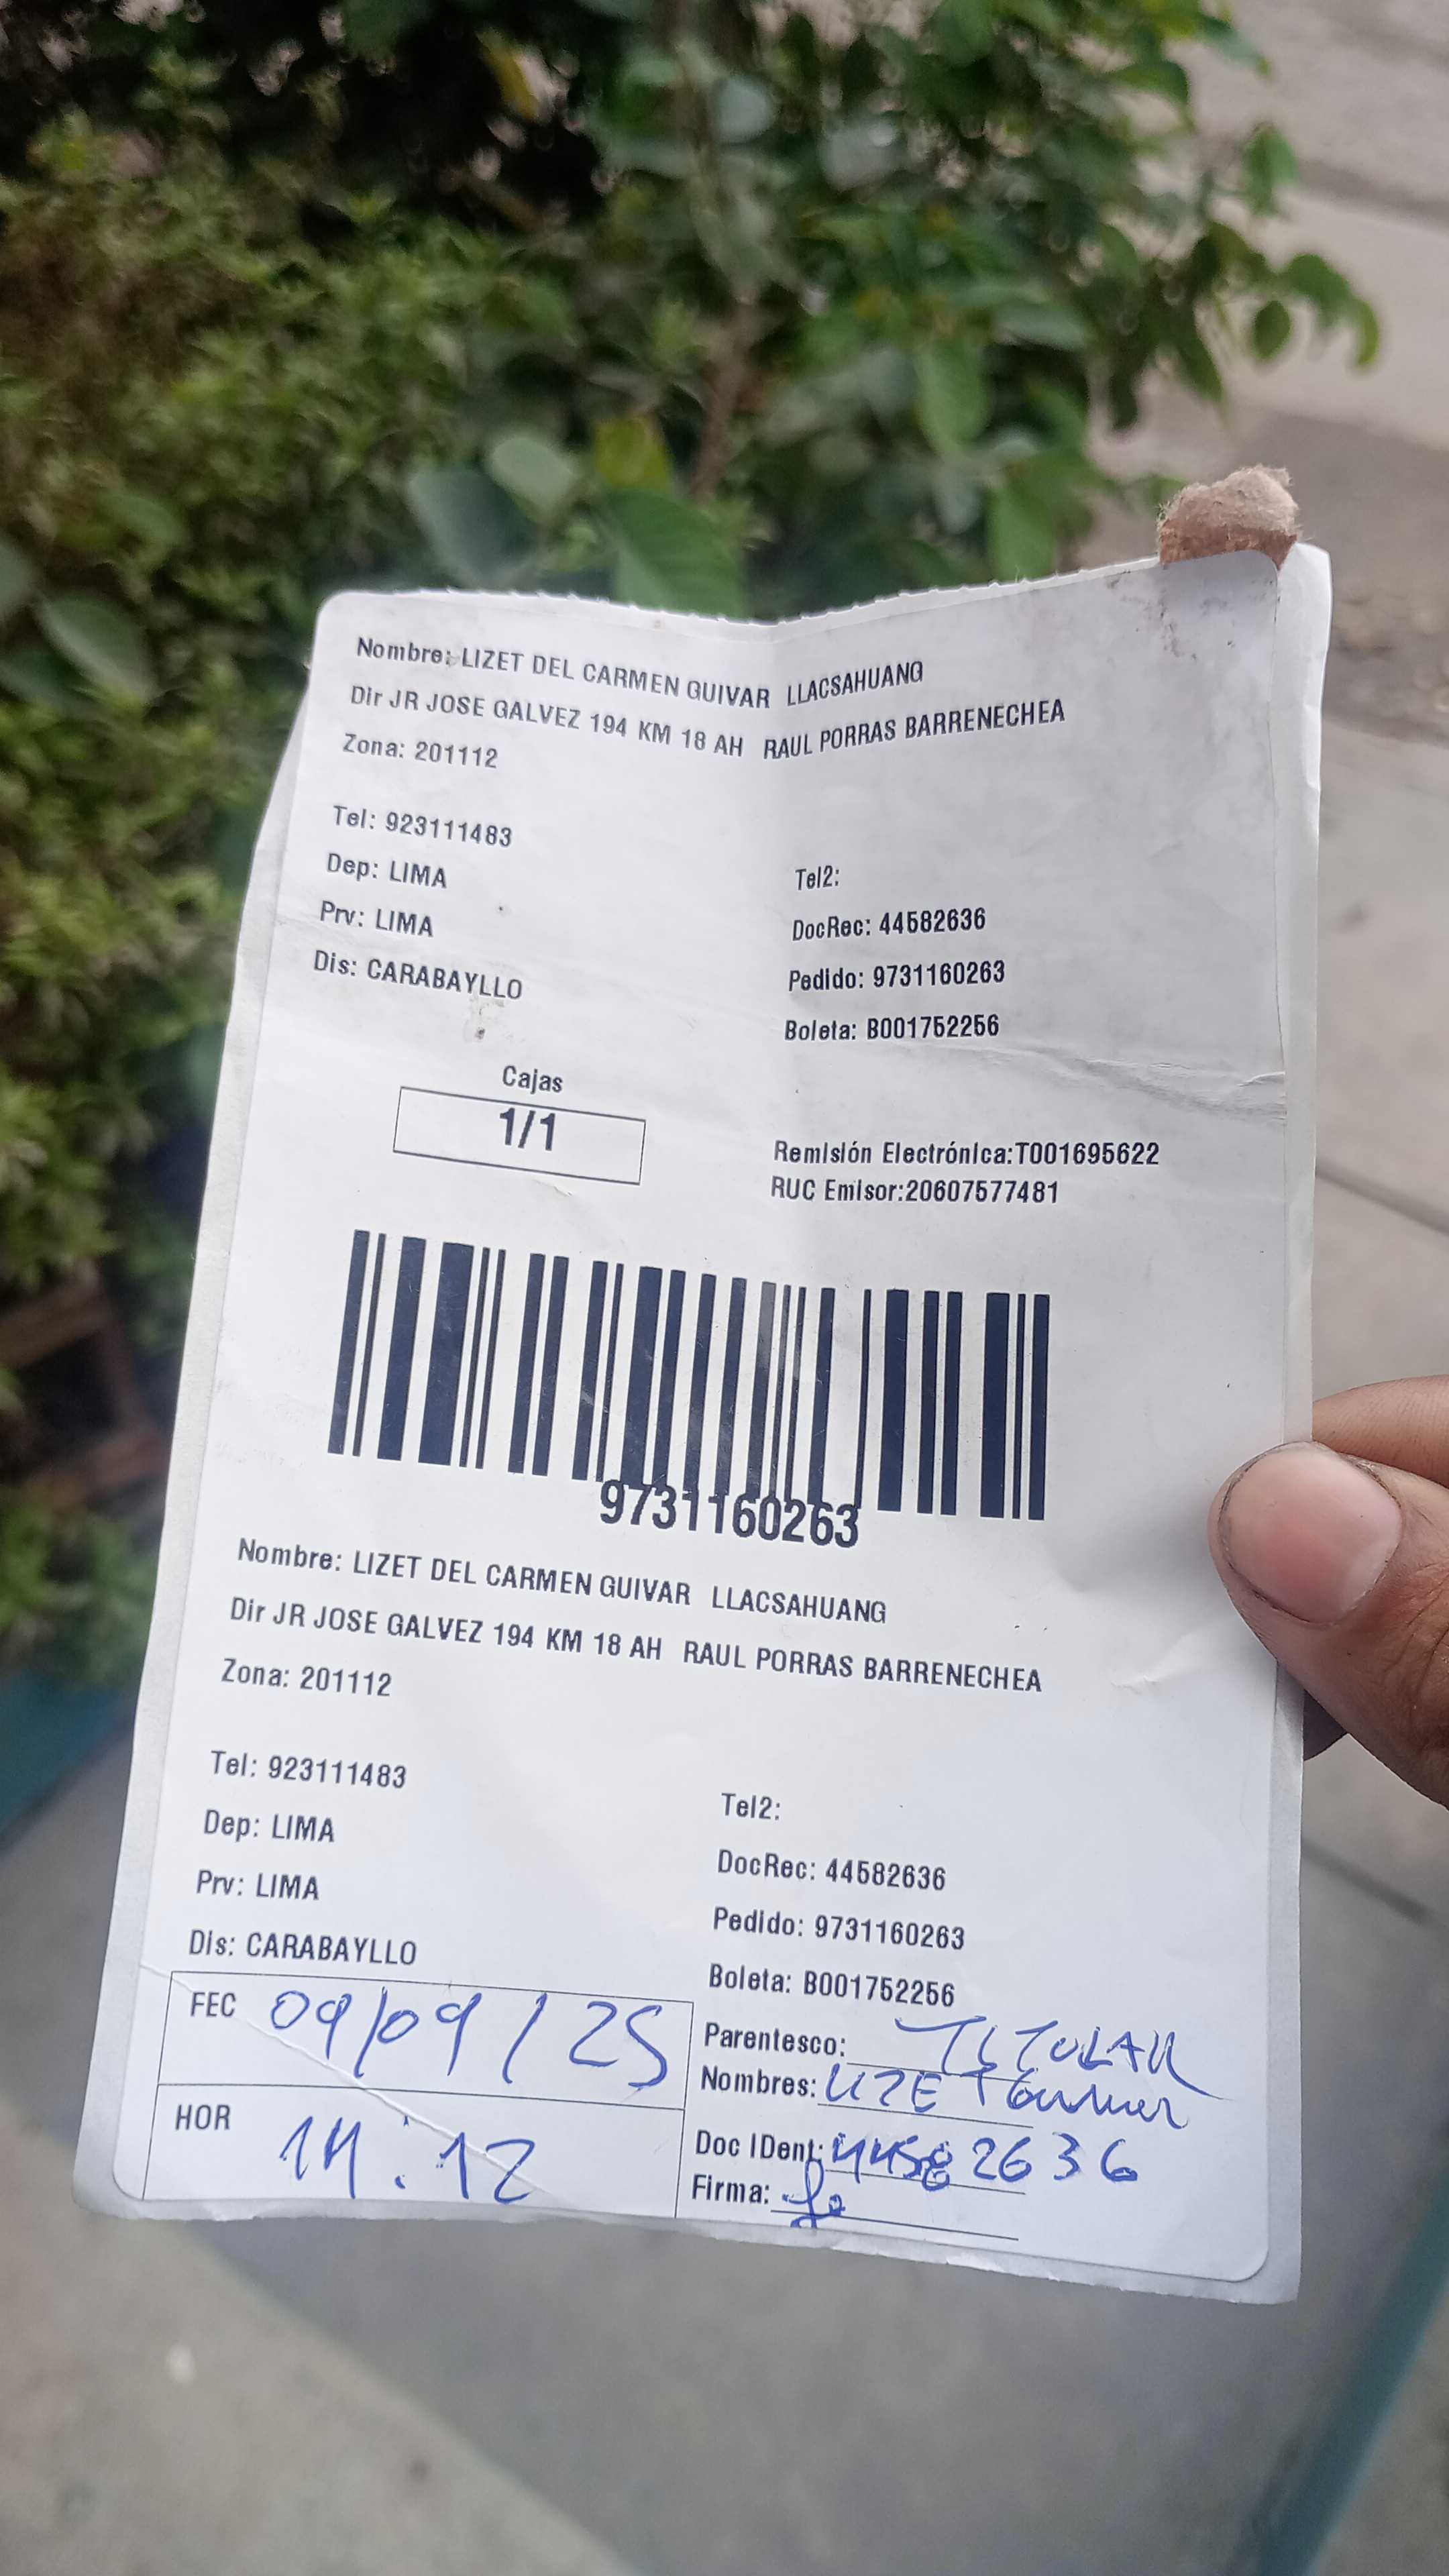 Nombre: LIZET DEL CARMEN GUIVAR LLACSAHUANG
Dir JR JOSE GALVEZ 194 KM 18 AH RAUL PORRAS BARRENECHEA
Zona: 201112
Tel: 923111483
Tel2:
Dep: LIMA
DocRec: 44582636
Prv: LIMA
Pedido: 9731160263
Dis: CARABAYLLO
Boleta: B001752256
Cajas
1/1
Remisión Electrónica:T001695622
RUC Emisor:20607577481
9731160263
Nombre: LIZET DEL CARMEN GUIVAR LLACSAHUANG
Dir JR JOSE GALVEZ 194 KM 18 AH RAUL PORRAS BARRENECHEA
Zona: 201112
Tel: 923111483
Tel2:
Dep: LIMA
DocRec: 44582636
Prv: LIMA
Pedido: 9731160263
Dis: CARABAYLLO
Boleta: B001752256
FEC 09/09/25
Parentesco: TITULAR
Nombres: LIZET
HOR 14:12
Doc IDent: 44582636
Firma: